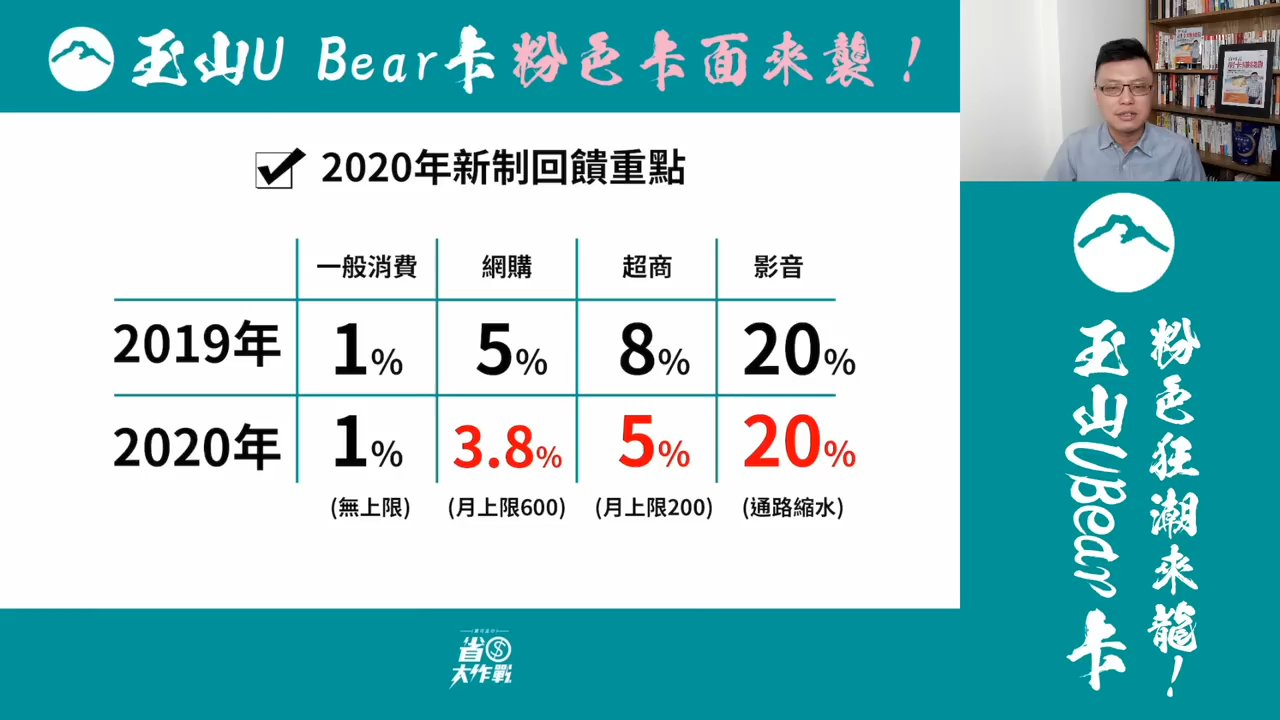 玉山U Bear卡粉色卡面來襲！
2020年新制回饋重點
一般消費 網購 超商 影音
2019年 1% 5% 8% 20%
2020年 1% 3.8% 5% 20%
(無上限) (月上限600) (月上限200) (通路縮水)
省$大作戰
粉色狂潮來龍！
玉山UBear卡